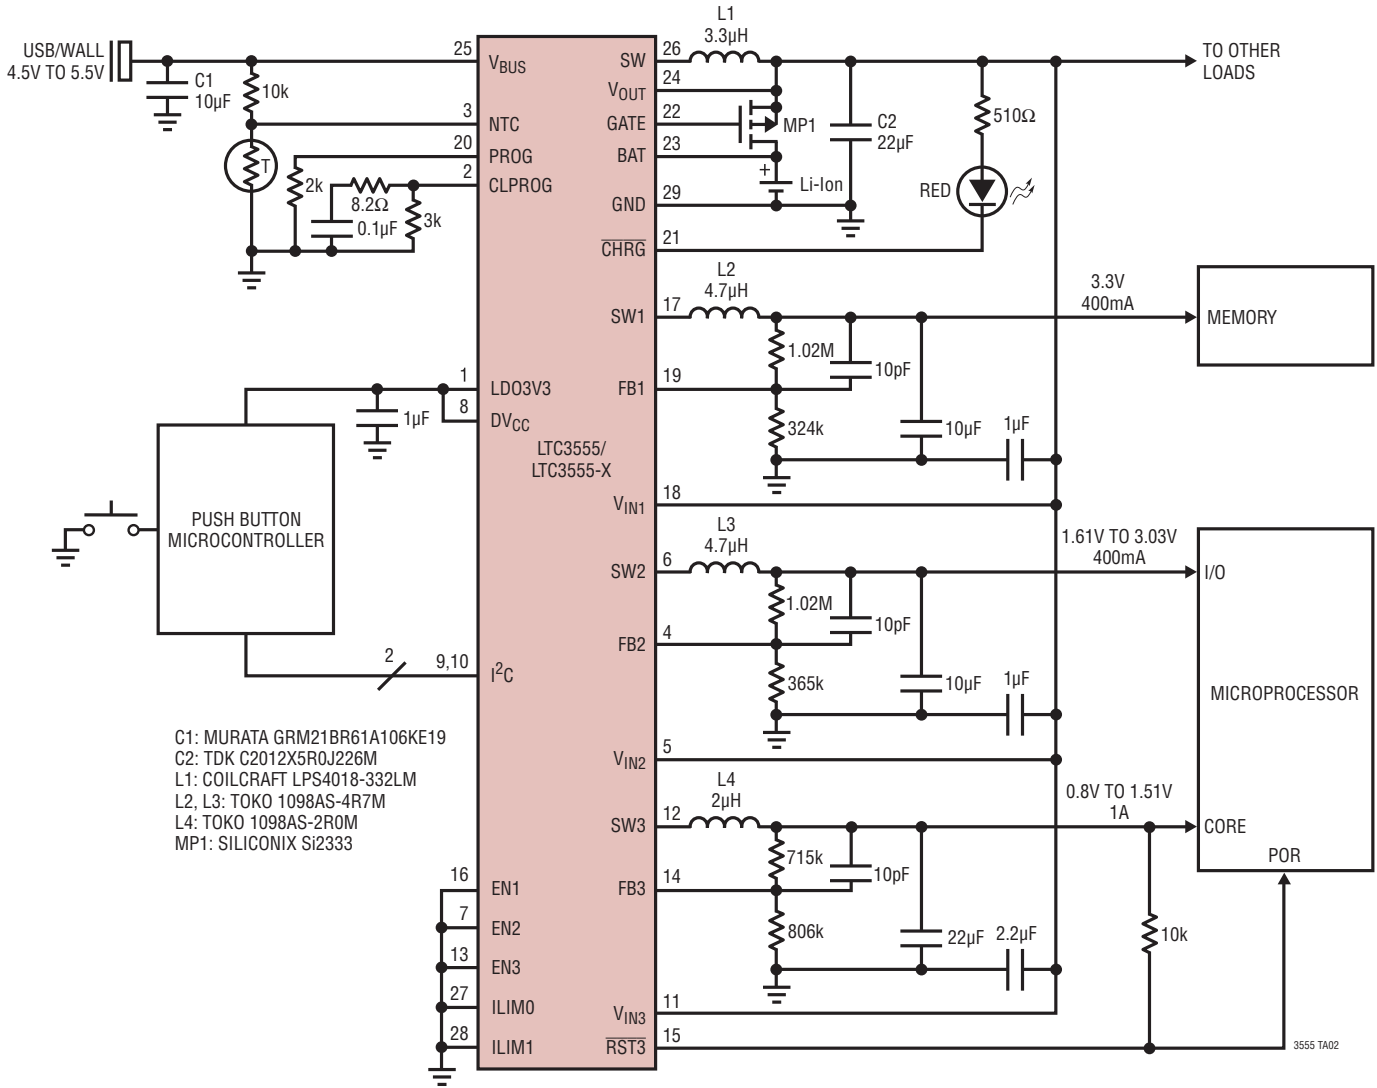 USB/WALL
4.5V TO 5.5V
C1
10µF
10k
T
2k
8.2Ω
0.1µF
3k
25
VBUS
3
NTC
20
PROG
2
CLPROG
L1
3.3µH
SW
26
VOUT
24
GATE
22
MP1
BAT
23
+
Li-Ion
GND
29
CHRG
21
C2
22µF
510Ω
RED
TO OTHER
LOADS
L2
4.7µH
SW1
17
1.02M
10pF
FB1
19
324k
10µF
1µF
VIN1
18
3.3V
400mA
MEMORY
1
LDO3V3
8
DVCC
1µF
LTC3555/
LTC3555-X
PUSH BUTTON
MICROCONTROLLER
2
9,10
I2C
L3
4.7µH
SW2
6
1.02M
10pF
FB2
4
365k
10µF
1µF
VIN2
5
1.61V TO 3.03V
400mA
I/O
MICROPROCESSOR
CORE
POR
C1: MURATA GRM21BR61A106KE19
C2: TDK C2012X5R0J226M
L1: COILCRAFT LPS4018-332LM
L2, L3: TOKO 1098AS-4R7M
L4: TOKO 1098AS-2R0M
MP1: SILICONIX Si2333
L4
2µH
SW3
12
715k
10pF
FB3
14
806k
22µF
2.2µF
VIN3
11
RST3
15
0.8V TO 1.51V
1A
10k
16
EN1
7
EN2
13
EN3
27
ILIM0
28
ILIM1
3555 TA02